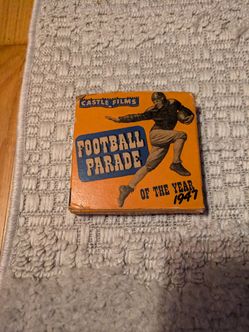 CASTLE FILMS
FOOTBALL
PARADE
OF THE YEAR
1947